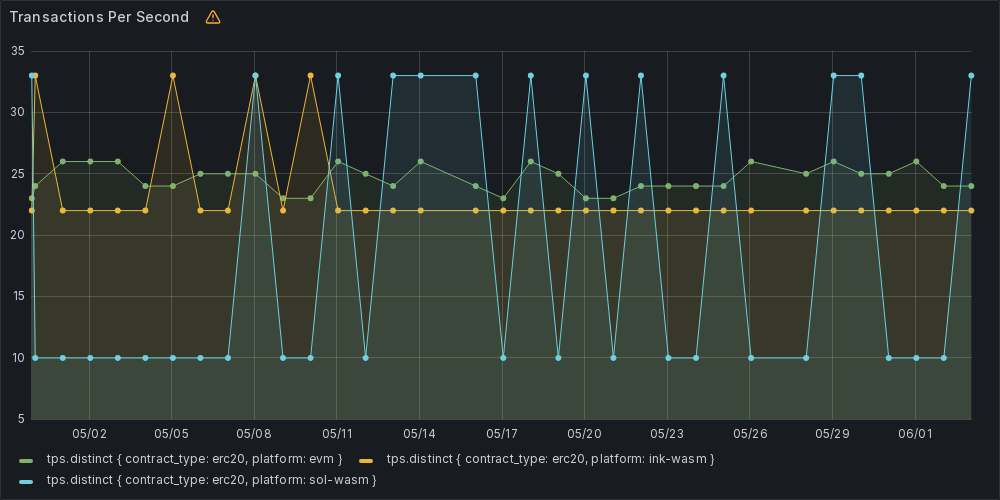 Transactions Per Second
35
30
25
20
15
10
5
05/02 05/05 05/08 05/11 05/14 05/17 05/20 05/23 05/26 05/29 06/01
tps.distinct { contract_type: erc20, platform: evm } tps.distinct { contract_type: erc20, platform: ink-wasm }
tps.distinct { contract_type: erc20, platform: sol-wasm }